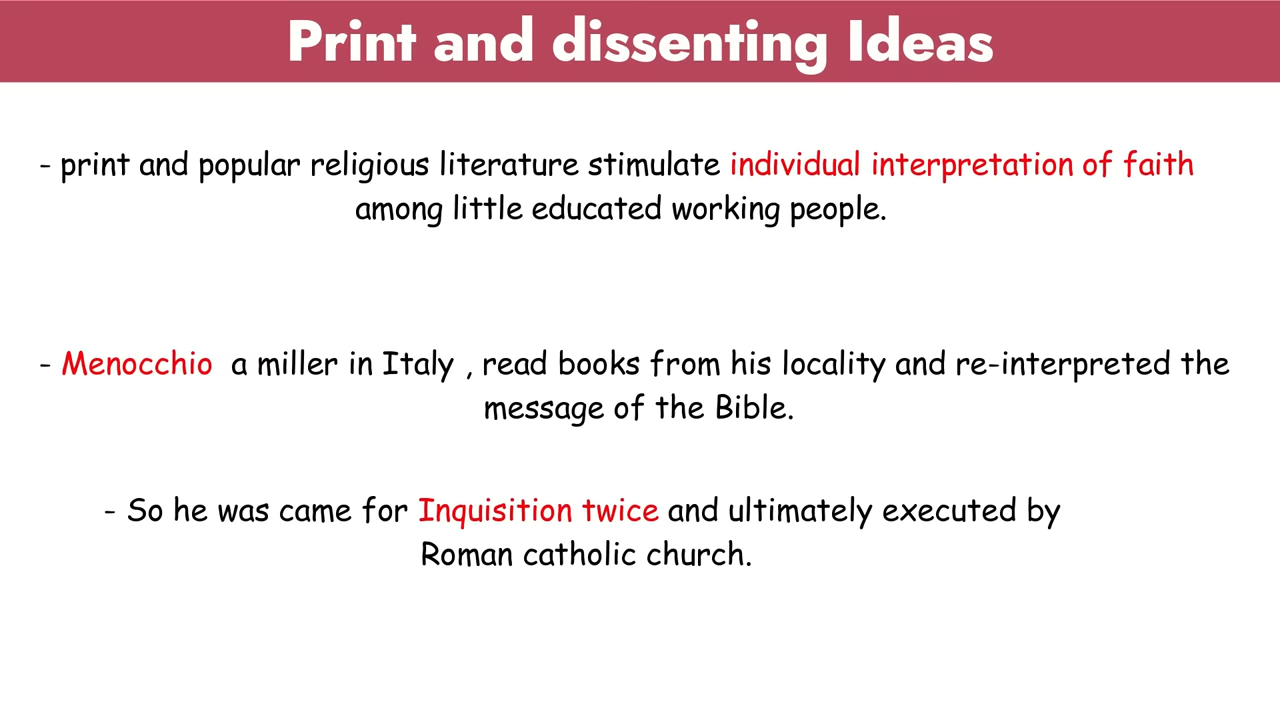 Print and dissenting Ideas
- print and popular religious literature stimulate individual interpretation of faith
among little educated working people.
- Menocchio a miller in Italy , read books from his locality and re-interpreted the
message of the Bible.
- So he was came for Inquisition twice and ultimately executed by
Roman catholic church.